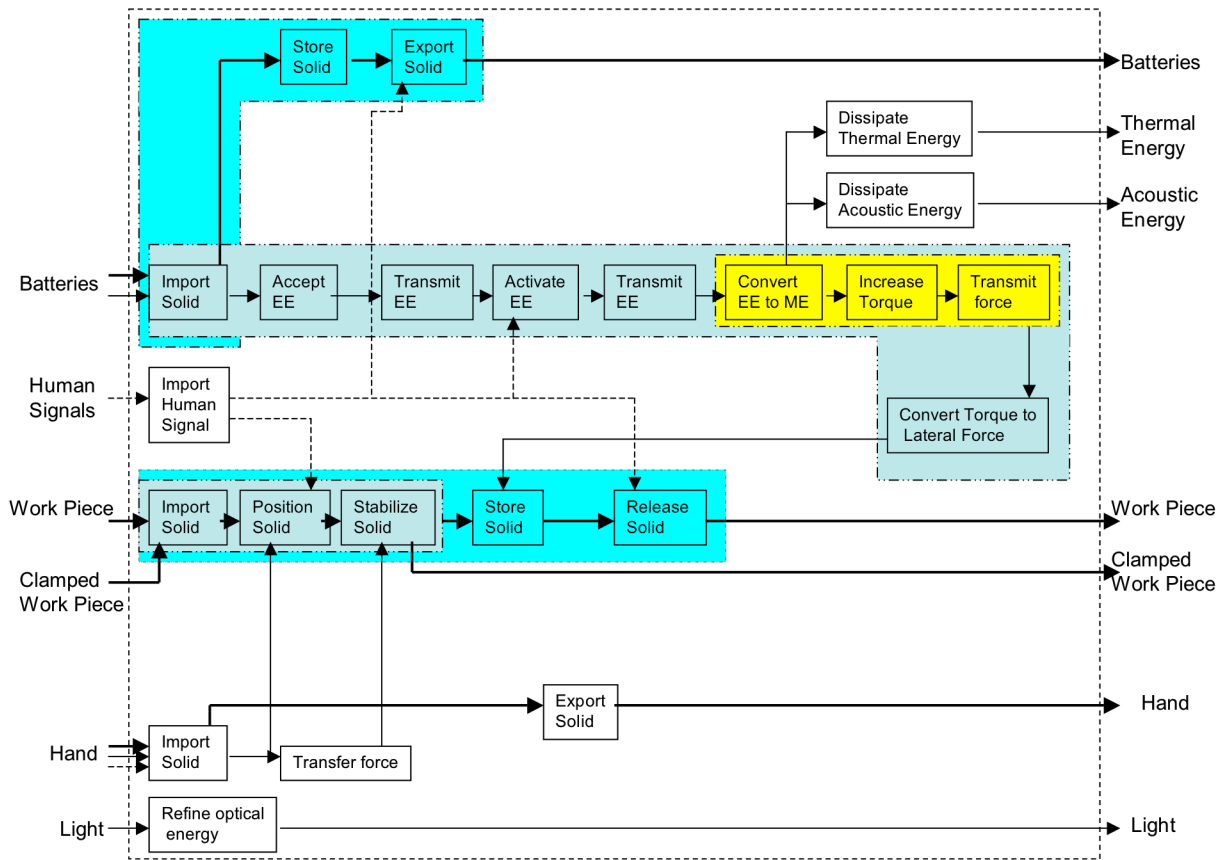 Store
Solid
Export
Solid
Batteries
Dissipate
Thermal Energy
Thermal
Energy
Dissipate
Acoustic Energy
Acoustic
Energy
Batteries
Import
Solid
Accept
EE
Transmit
EE
Activate
EE
Transmit
EE
Convert
EE to ME
Increase
Torque
Transmit
force
Human
Signals
Import
Human
Signal
Convert Torque to
Lateral Force
Work Piece
Import
Solid
Position
Solid
Stabilize
Solid
Store
Solid
Release
Solid
Work Piece
Clamped
Work Piece
Clamped
Work Piece
Export
Solid
Hand
Hand
Import
Solid
Transfer force
Light
Refine optical
energy
Light